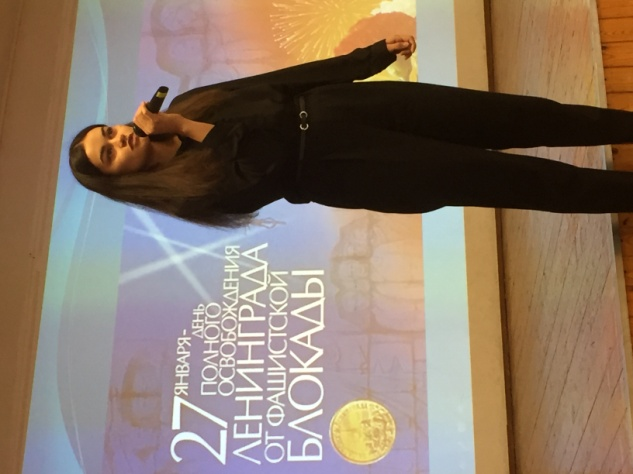 27 ЯНВАРЯ-
ДЕНЬ
ПОЛНОГО
ОСВОБОЖДЕНИЯ
ЛЕНИНГРАДА
ОТ ФАШИСТСКОЙ
БЛОКАДЫ